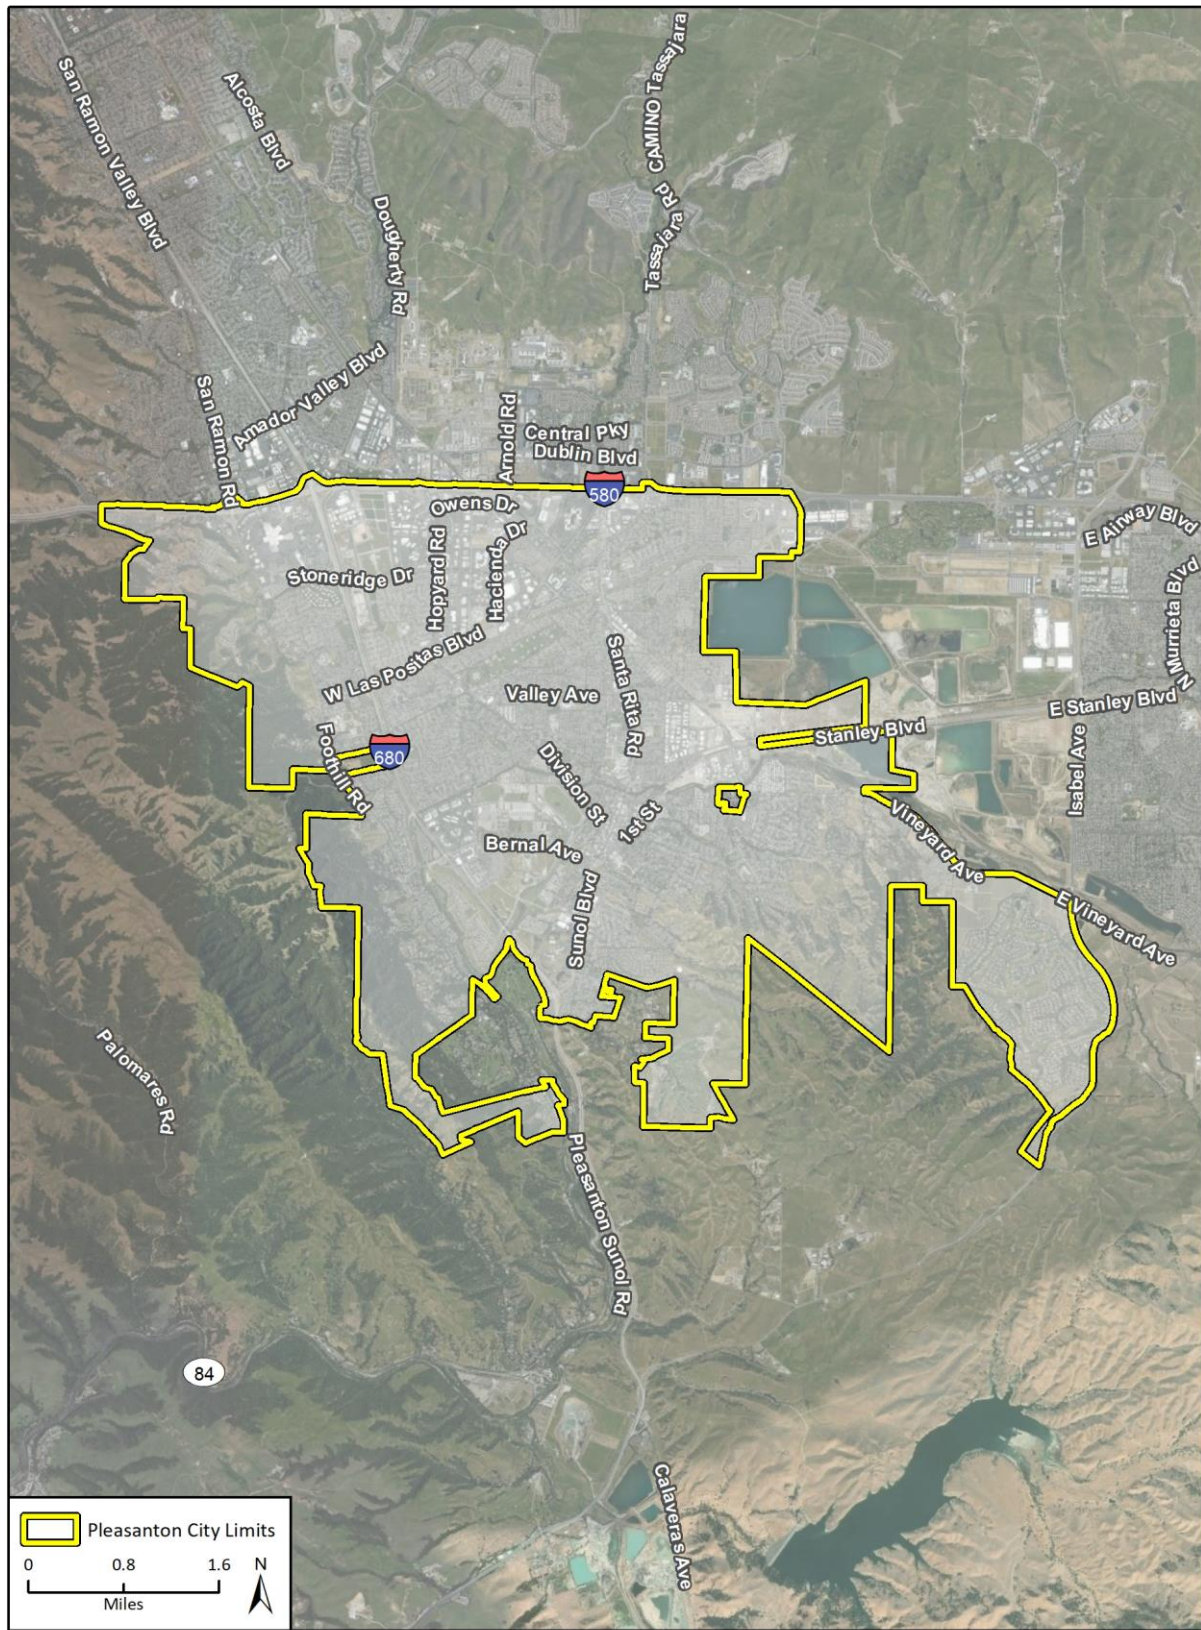 San Ramon Valley Blvd
Alcosta Blvd
CAMINO Tassajara
Tassajara Rd
Dougherty Rd
Amador Valley Blvd
San Ramon Rd
Arnold Rd
Central Pky
Dublin Blvd
580
Owens Dr
Hopyard Rd
Hacienda Dr
Stoneridge Dr
E Airway Blvd
N Murrieta Blvd
W Las Positas Blvd
Santa Rita Rd
Valley Ave
E Stanley Blvd
Stanley Blvd
Foothill Rd
680
Division St
1st St
Isabel Ave
Vineyard Ave
Bernal Ave
Sunol Blvd
E Vineyard Ave
Palomares Rd
Pleasanton Sunol Rd
84
Calaveras Ave
Pleasanton City Limits
0 0.8 1.6
Miles
N